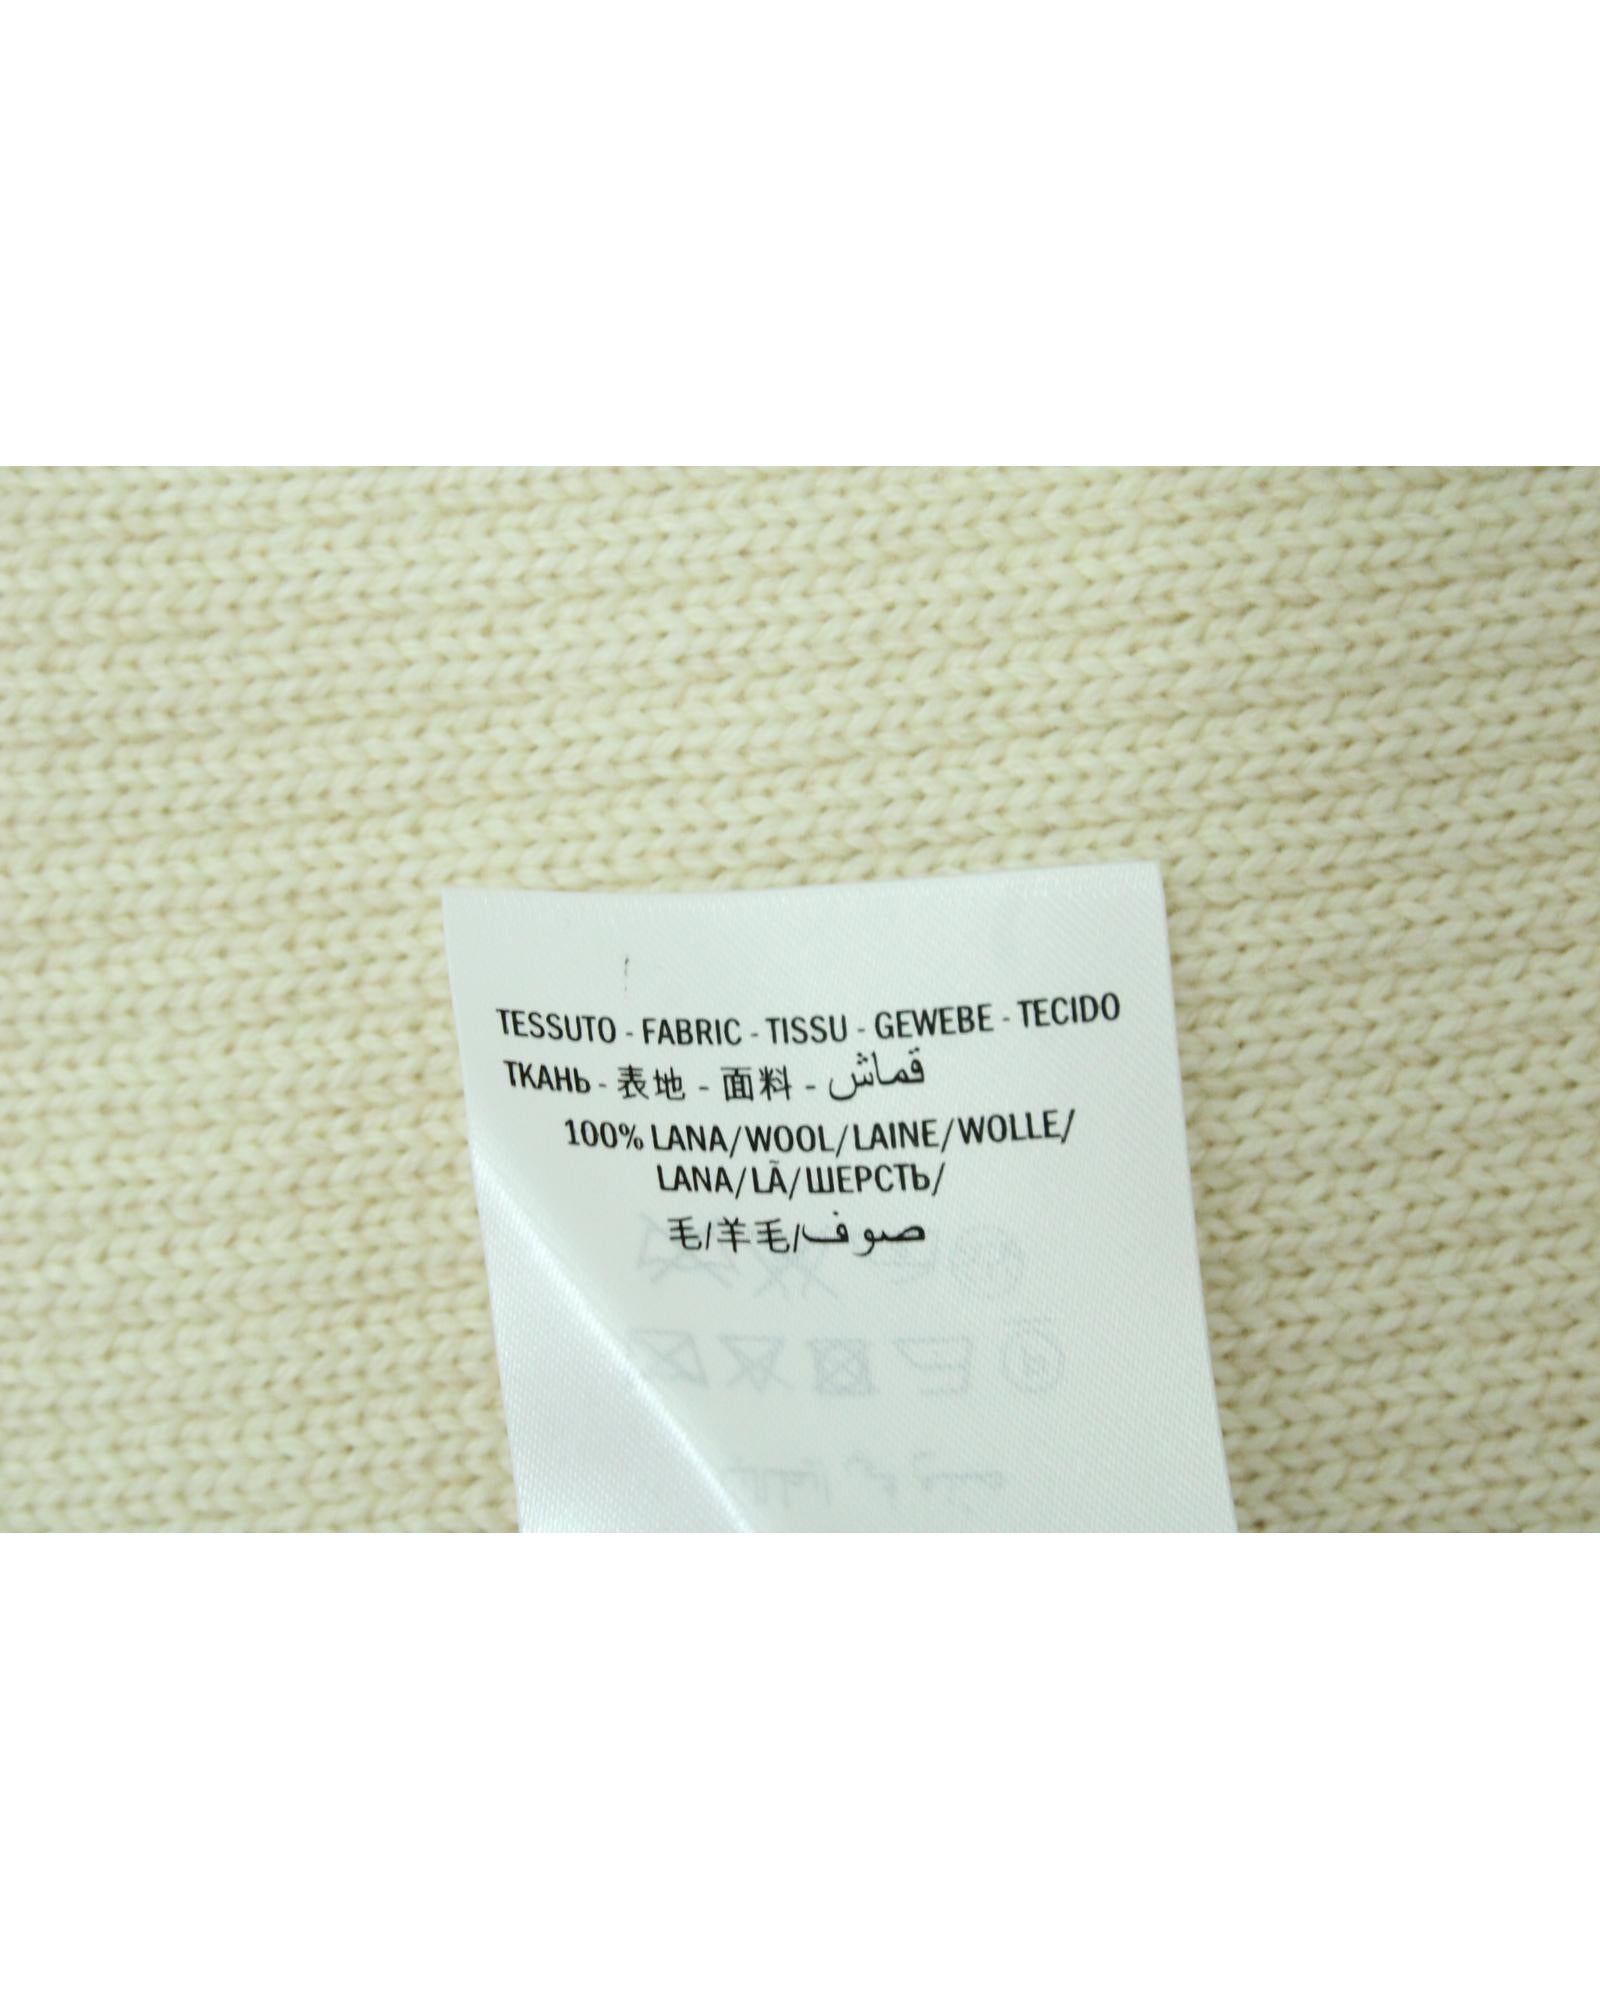 TESSUTO - FABRIC - TISSU - GEWEBE - TECIDO
ТКАНЬ - 表地 - 面料 - قماش
100% LANA/WOOL/LAINE/WOLLE/
LANA/LÃ/ШЕРСТЬ/
毛/羊毛/صوف